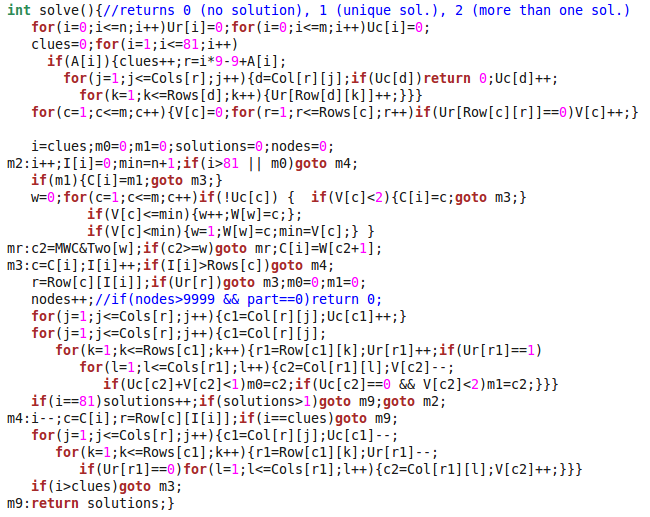 int solve(){//returns 0 (no solution), 1 (unique sol.), 2 (more than one sol.)
for(i=0;i<=n;i++)Ur[i]=0;for(i=0;i<=m;i++)Uc[i]=0;
clues=0;for(i=1;i<=81;i++)
if(A[i]){clues++;r=i*9-9+A[i];
for(j=1;j<=Cols[r];j++){d=Col[r][j];if(Uc[d])return 0;Uc[d]++;
for(k=1;k<=Rows[d];k++){Ur[Row[d][k]]++;}}}
for(c=1;c<=m;c++){V[c]=0;for(r=1;r<=Rows[c];r++)if(Ur[Row[c][r]]==0)V[c]++;}
i=clues;m0=0;m1=0;solutions=0;nodes=0;
m2:i++;I[i]=0;min=n+1;if(i>81 || m0)goto m4;
if(m1){C[i]=m1;goto m3;}
w=0;for(c=1;c<=m;c++)if(!Uc[c]) {  if(V[c]<2){C[i]=c;goto m3;}
if(V[c]<=min){w++;W[w]=c;};
if(V[c]<min){w=1;W[w]=c;min=V[c];} }
mr:c2=MWC&Two[w];if(c2>=w)goto mr;C[i]=W[c2+1];
m3:c=C[i];I[i]++;if(I[i]>Rows[c])goto m4;
r=Row[c][I[i]];if(Ur[r])goto m3;m0=0;m1=0;
nodes++;//if(nodes>9999 && part==0)return 0;
for(j=1;j<=Cols[r];j++){c1=Col[r][j];Uc[c1]++;}
for(j=1;j<=Cols[r];j++){c1=Col[r][j];
for(k=1;k<=Rows[c1];k++){r1=Row[c1][k];Ur[r1]++;if(Ur[r1]==1)
for(l=1;l<=Cols[r1];l++){c2=Col[r1][l];V[c2]--;
if(Uc[c2]+V[c2]<1)m0=c2;if(Uc[c2]==0 && V[c2]<2)m1=c2;}}}
if(i==81)solutions++;if(solutions>1)goto m9;goto m2;
m4:i--;c=C[i];r=Row[c][I[i]];if(i==clues)goto m9;
for(j=1;j<=Cols[r];j++){c1=Col[r][j];Uc[c1]--;
for(k=1;k<=Rows[c1];k++){r1=Row[c1][k];Ur[r1]--;
if(Ur[r1]==0)for(l=1;l<=Cols[r1];l++){c2=Col[r1][l];V[c2]++;}}}
if(i>clues)goto m3;
m9:return solutions;}